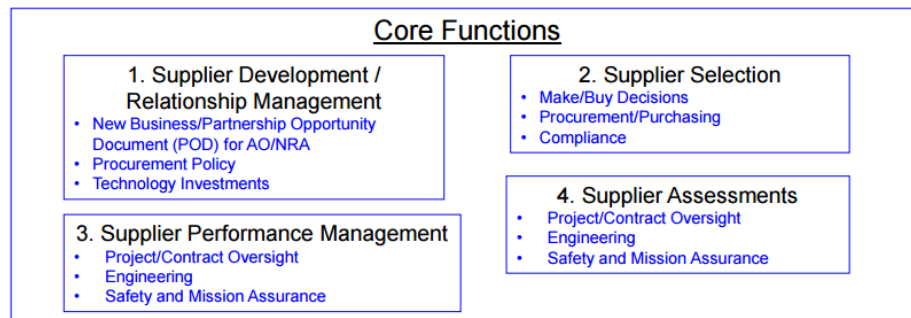 Core Functions
1. Supplier Development /
Relationship Management
• New Business/Partnership Opportunity
Document (POD) for AO/NRA
• Procurement Policy
• Technology Investments
2. Supplier Selection
• Make/Buy Decisions
• Procurement/Purchasing
• Compliance
3. Supplier Performance Management
• Project/Contract Oversight
• Engineering
• Safety and Mission Assurance
4. Supplier Assessments
• Project/Contract Oversight
• Engineering
• Safety and Mission Assurance